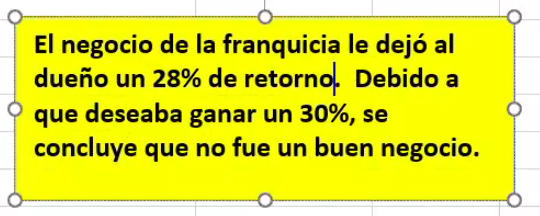 El negocio de la franquicia le dejó al
dueño un 28% de retorno.  Debido a
que deseaba ganar un 30%, se
concluye que no fue un buen negocio.